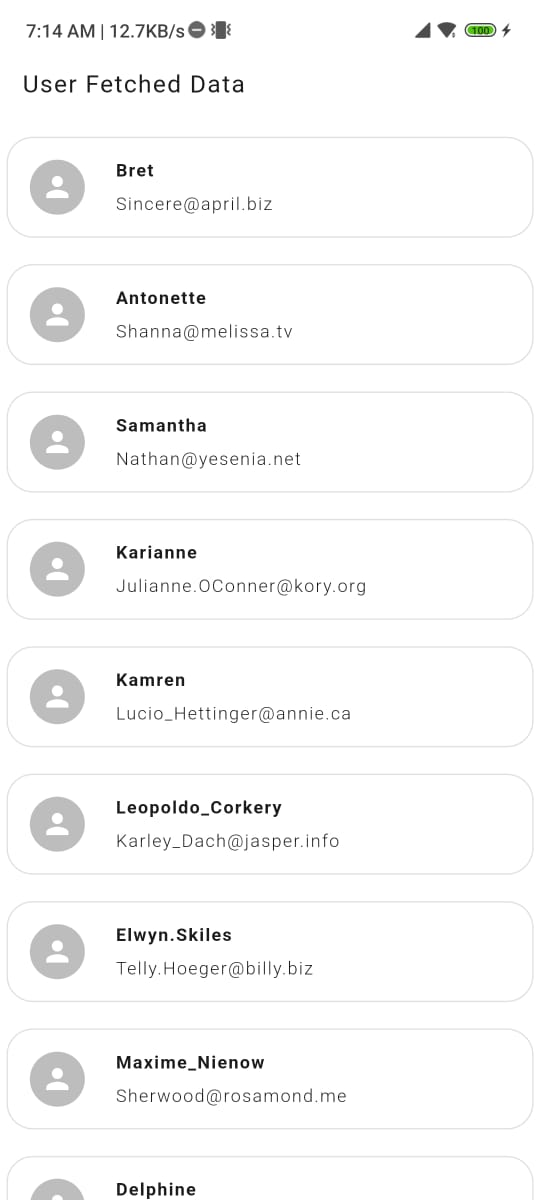 7:14 AM | 12.7KB/s
100
User Fetched Data
Bret
Sincere@april.biz
Antonette
Shanna@melissa.tv
Samantha
Nathan@yesenia.net
Karianne
Julianne.OConner@kory.org
Kamren
Lucio_Hettinger@annie.ca
Leopoldo_Corkery
Karley_Dach@jasper.info
Elwyn.Skiles
Telly.Hoeger@billy.biz
Maxime_Nienow
Sherwood@rosamond.me
Delphine